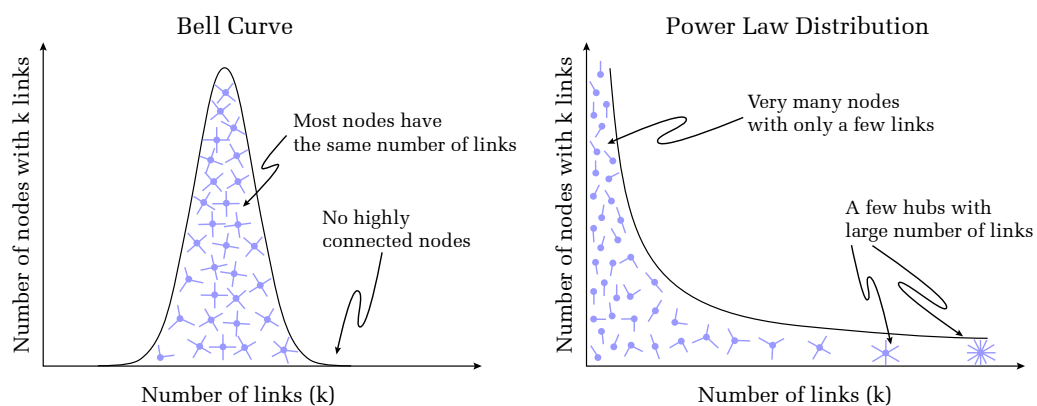 Bell Curve
Number of nodes with k links
Most nodes have
the same number of links
No highly
connected nodes
Number of links (k)
Power Law Distribution
Number of nodes with k links
Very many nodes
with only a few links
A few hubs with
large number of links
Number of links (k)